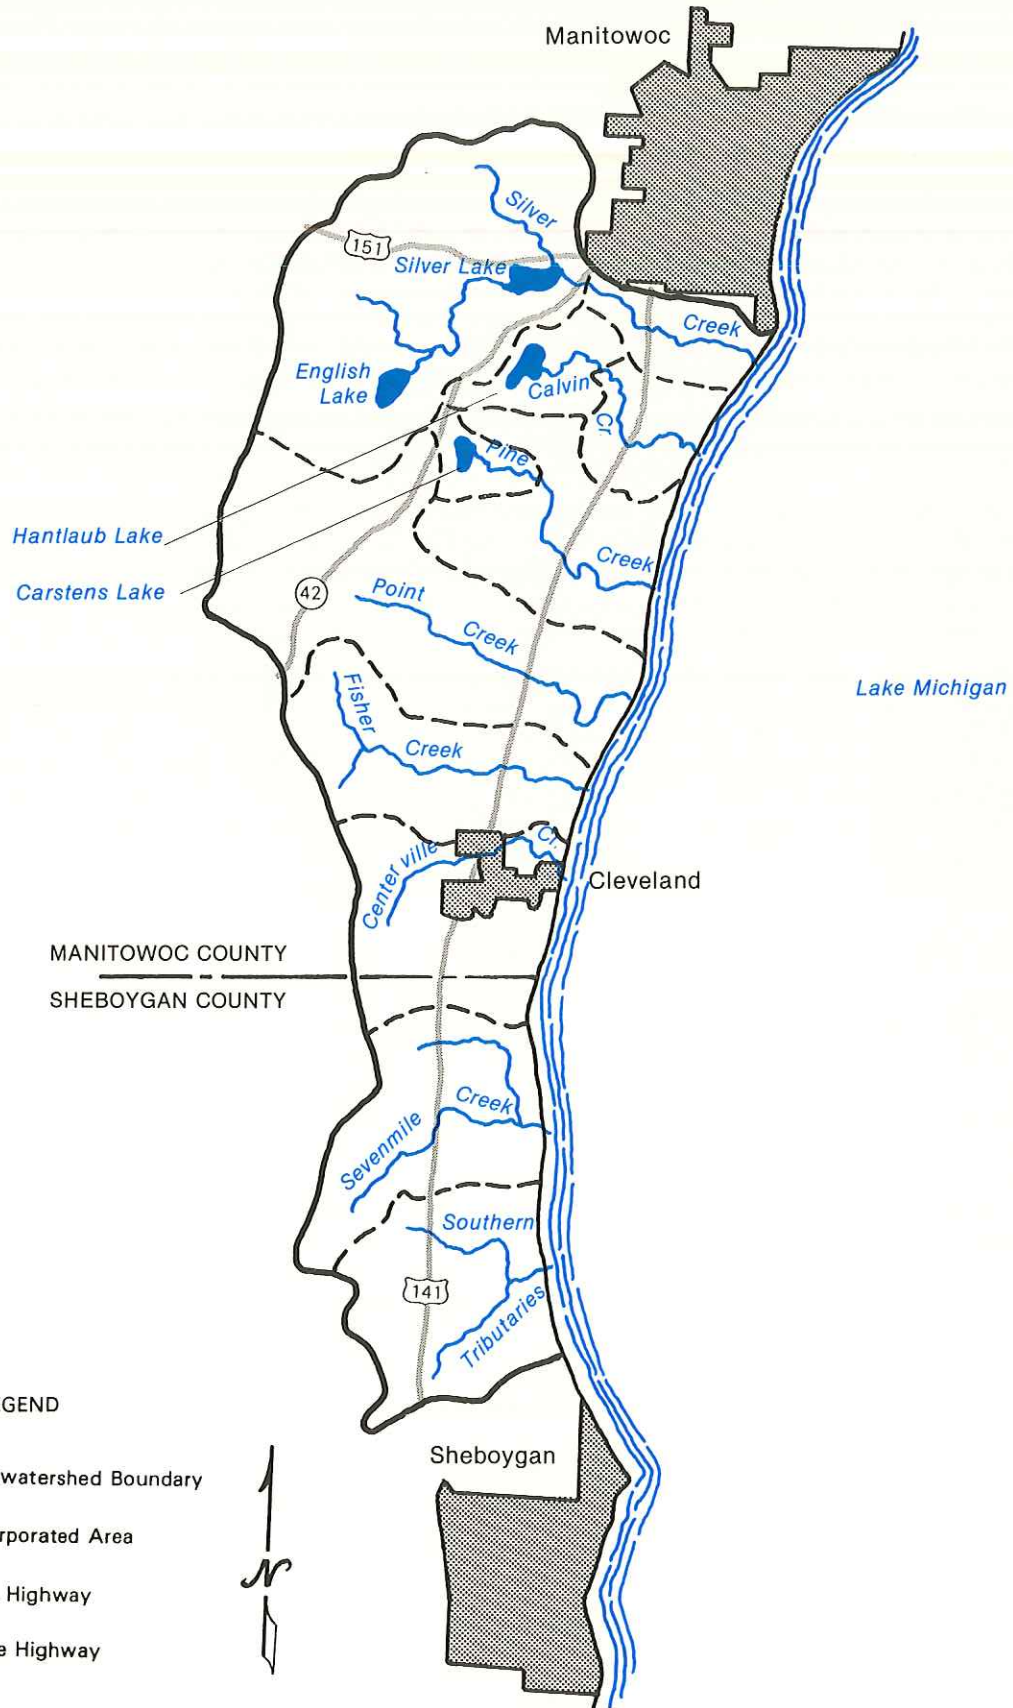 Manitowoc
Silver
151
Silver Lake
Creek
English
Lake
Calvin
Cr.
Pine
Hantlaub Lake
Creek
Carstens Lake
42
Point
Creek
Lake Michigan
Fisher
Creek
Centerville
Cr.
Cleveland
MANITOWOC COUNTY
SHEBOYGAN COUNTY
Creek
Sevenmile
Southern
141
Tributaries
GEND
Sheboygan
watershed Boundary
rporated Area
N
Highway
e Highway